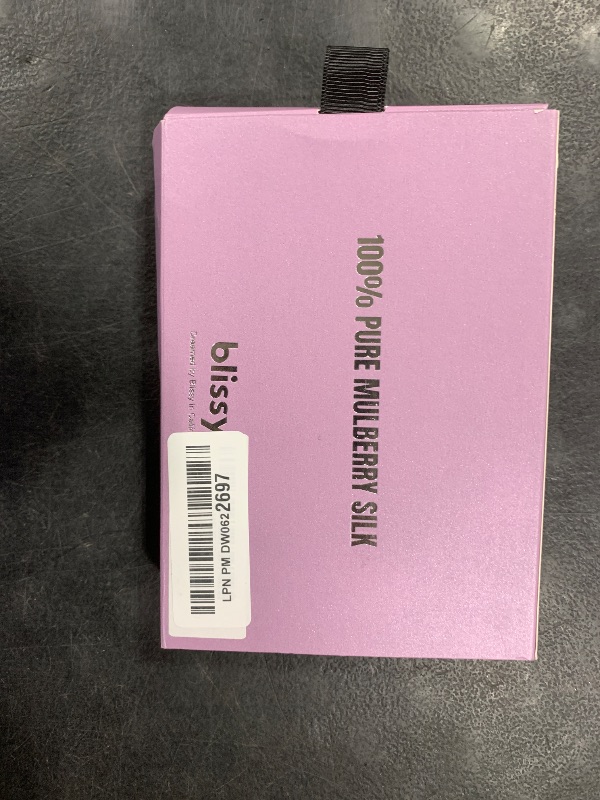 100% PURE MULBERRY SILK
blissy
LPN PM DW0622697